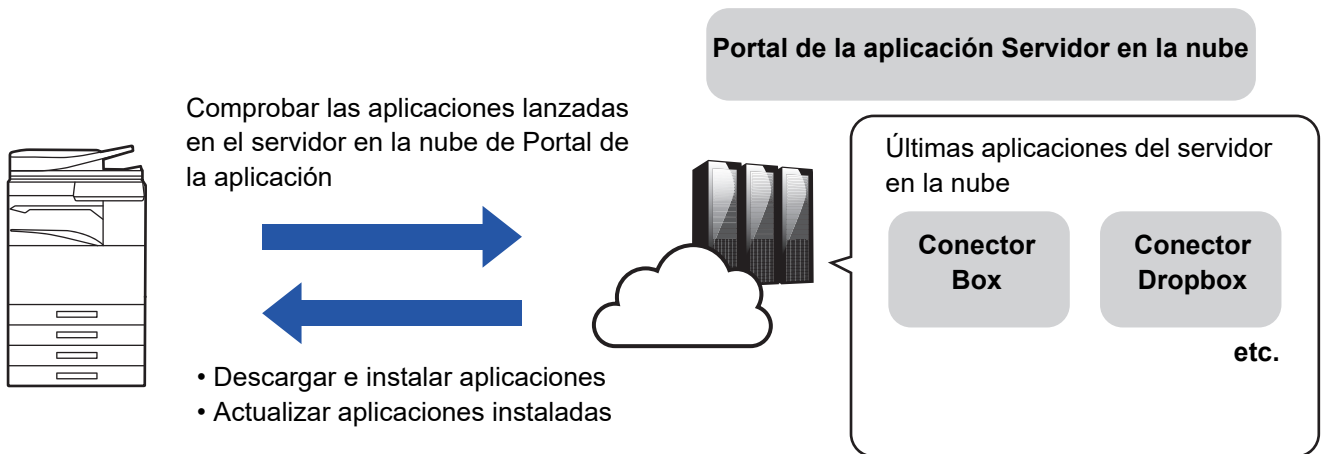 Portal de la aplicación Servidor en la nube
Comprobar las aplicaciones lanzadas
en el servidor en la nube de Portal de
la aplicación
Últimas aplicaciones del servidor
en la nube
Conector
Box
Conector
Dropbox
etc.
• Descargar e instalar aplicaciones
• Actualizar aplicaciones instaladas